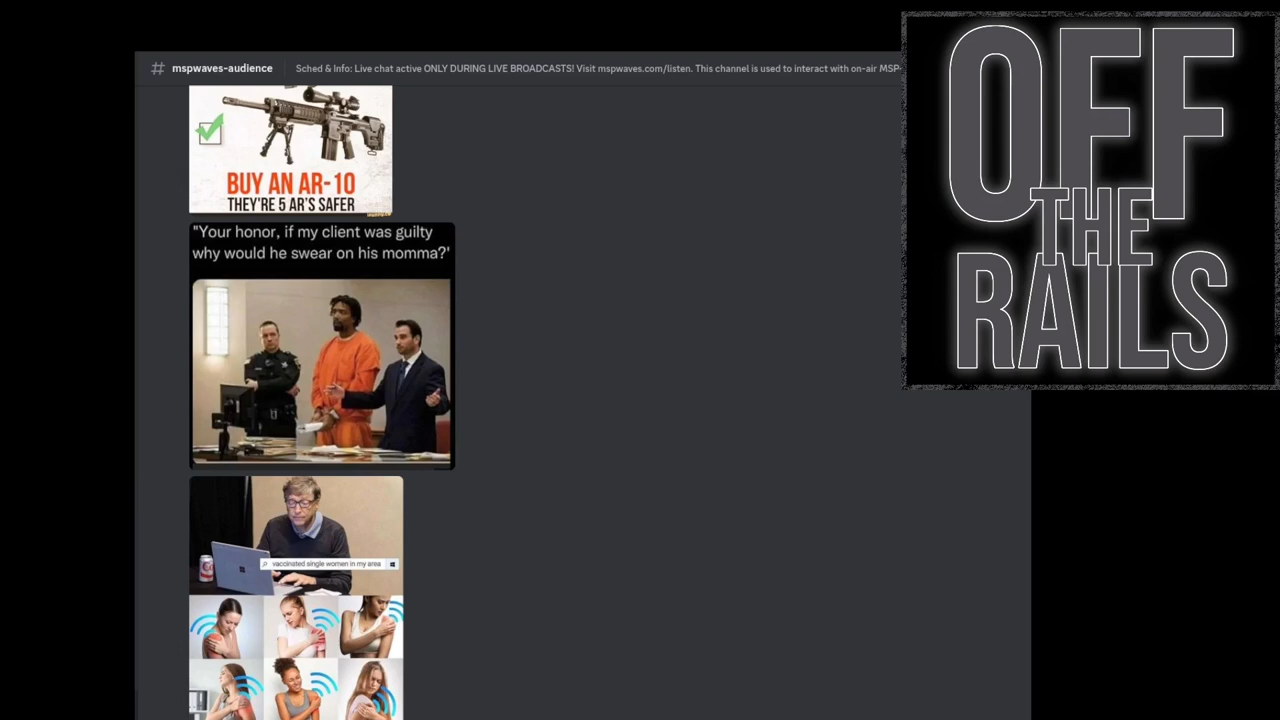 # mspwaves-audience
Sched & Info: Live chat active ONLY DURING LIVE BROADCASTS! Visit mspwaves.com/listen. This channel is used to interact with on-air MSP-
OFF
THE
RAILS
BUY AN AR-10
THEY'RE 5 AR'S SAFER
"Your honor, if my client was guilty
why would he swear on his momma?'
vaccinated single women in my area